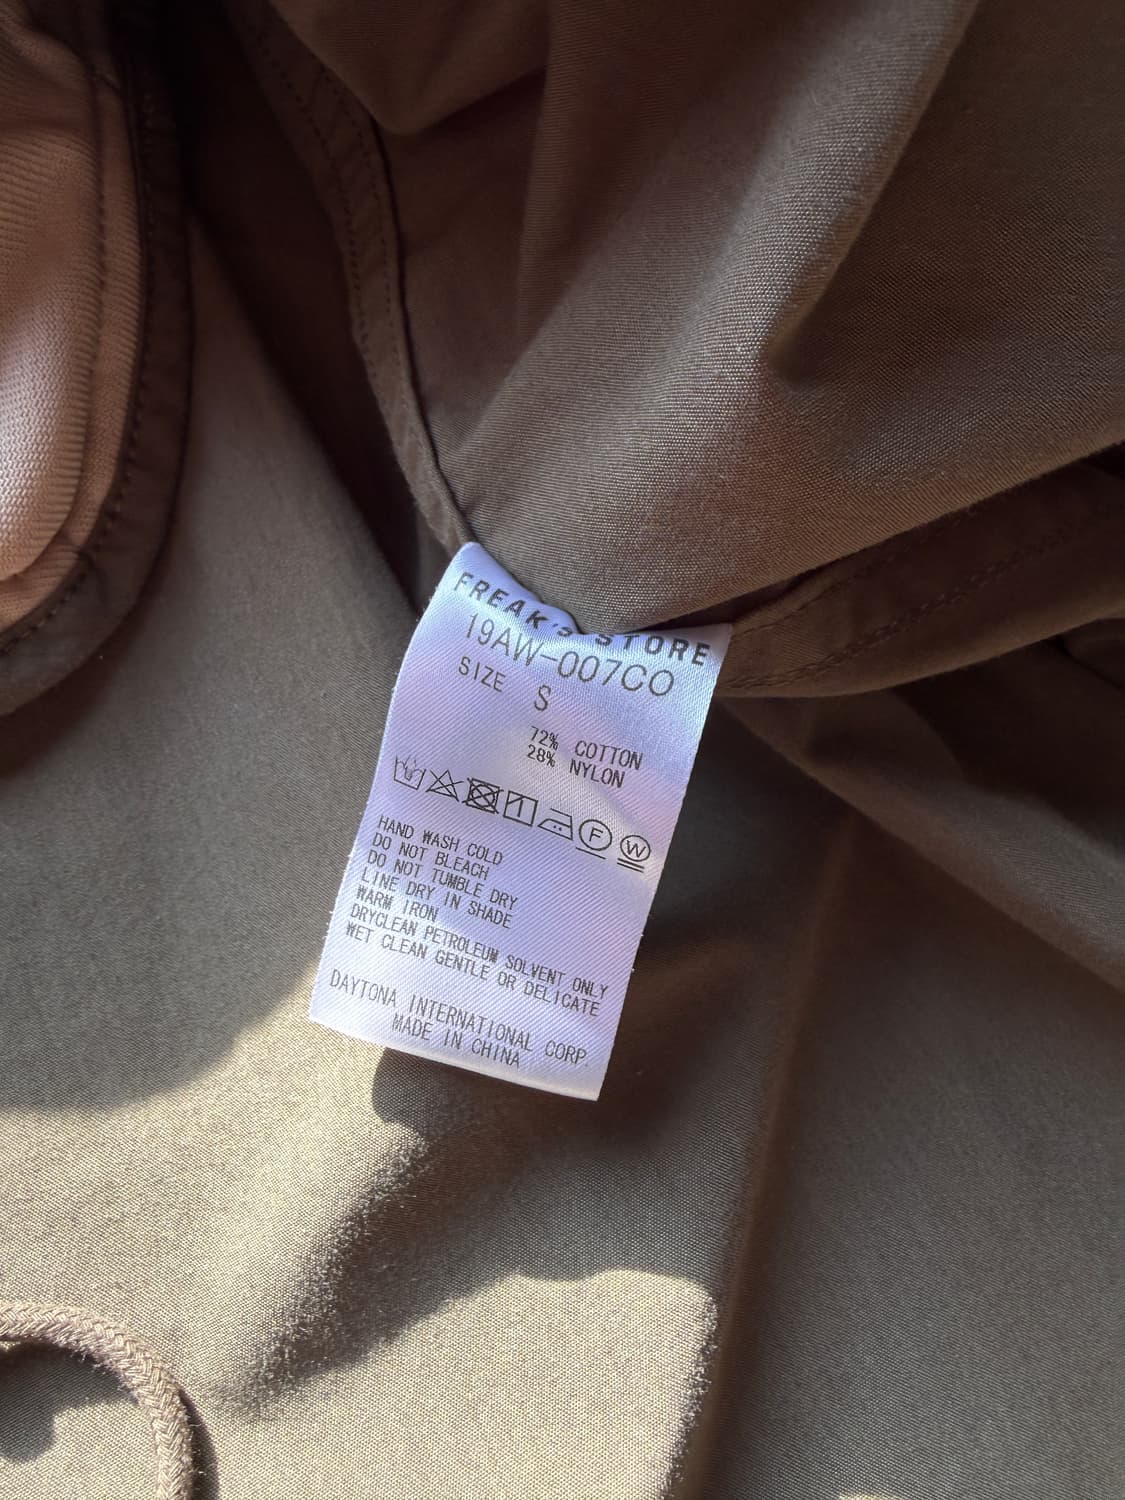 FREAK'S STORE
19AW-007CO
SIZE S
72% COTTON
28% NYLON
F W
HAND WASH COLD
DO NOT BLEACH
DO NOT TUMBLE DRY
LINE DRY IN SHADE
WARM IRON
DRYCLEAN PETROLEUM SOLVENT ONLY
WET CLEAN GENTLE OR DELICATE
DAYTONA INTERNATIONAL CORP.
MADE IN CHINA